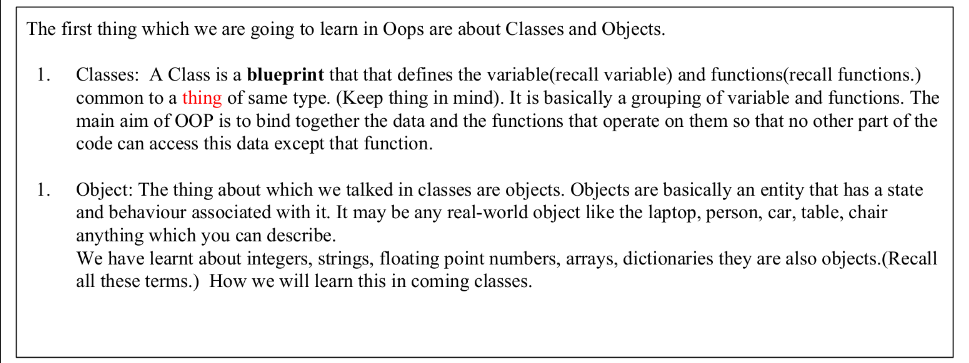 The first thing which we are going to learn in Oops are about Classes and Objects.
1. Classes: A Class is a blueprint that that defines the variable(recall variable) and functions(recall functions.)
common to a thing of same type. (Keep thing in mind). It is basically a grouping of variable and functions. The
main aim of OOP is to bind together the data and the functions that operate on them so that no other part of the
code can access this data except that function.
1. Object: The thing about which we talked in classes are objects. Objects are basically an entity that has a state
and behaviour associated with it. It may be any real-world object like the laptop, person, car, table, chair
anything which you can describe.
We have learnt about integers, strings, floating point numbers, arrays, dictionaries they are also objects.(Recall
all these terms.) How we will learn this in coming classes.